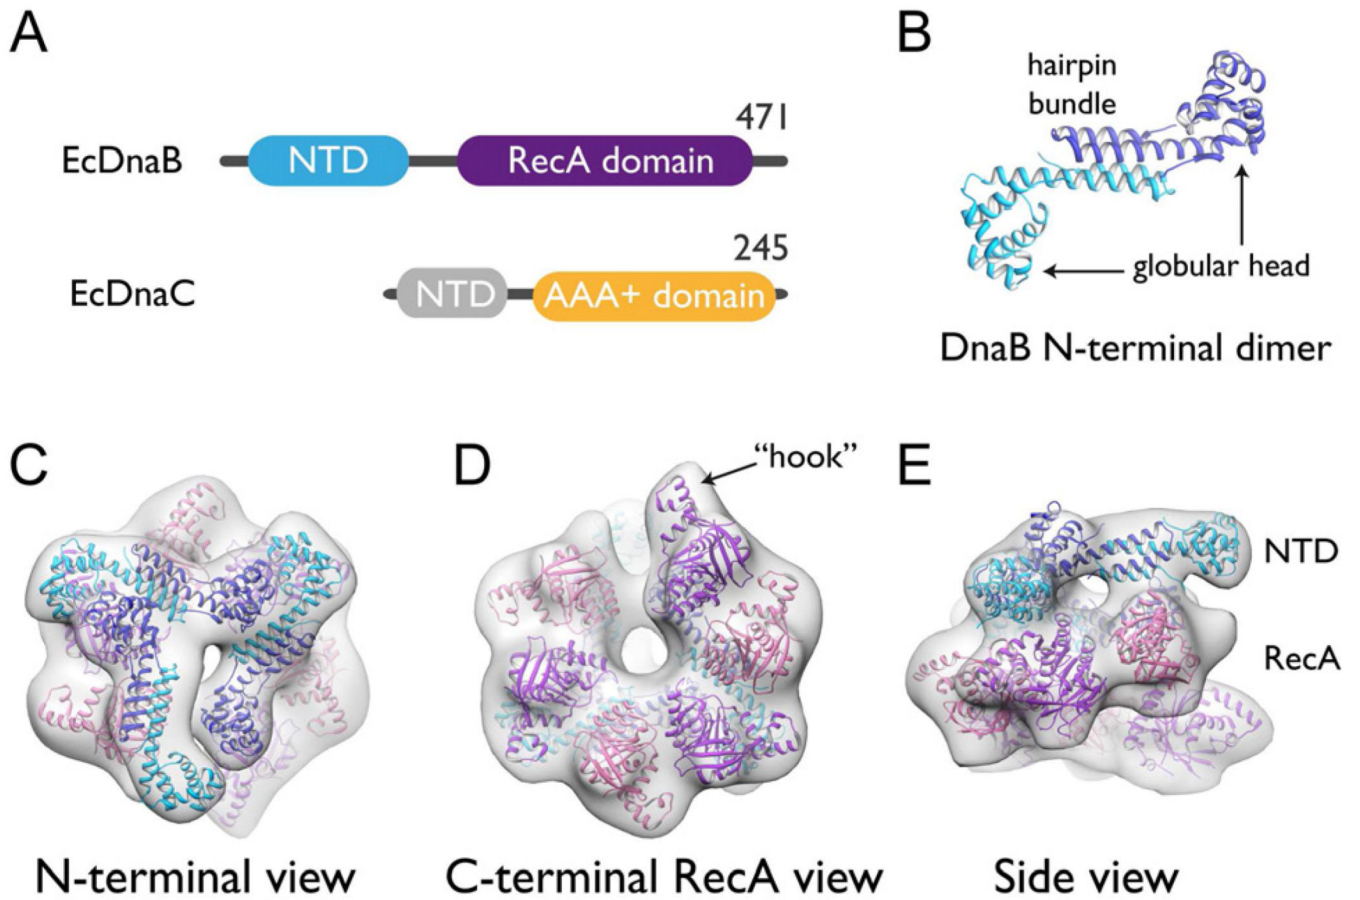 A
471
EcDnaB
NTD
RecA domain
245
EcDnaC
NTD
AAA+ domain
B
hairpin
bundle
globular head
DnaB N-terminal dimer
C
N-terminal view
D
“hook”
C-terminal RecA view
E
NTD
RecA
Side view